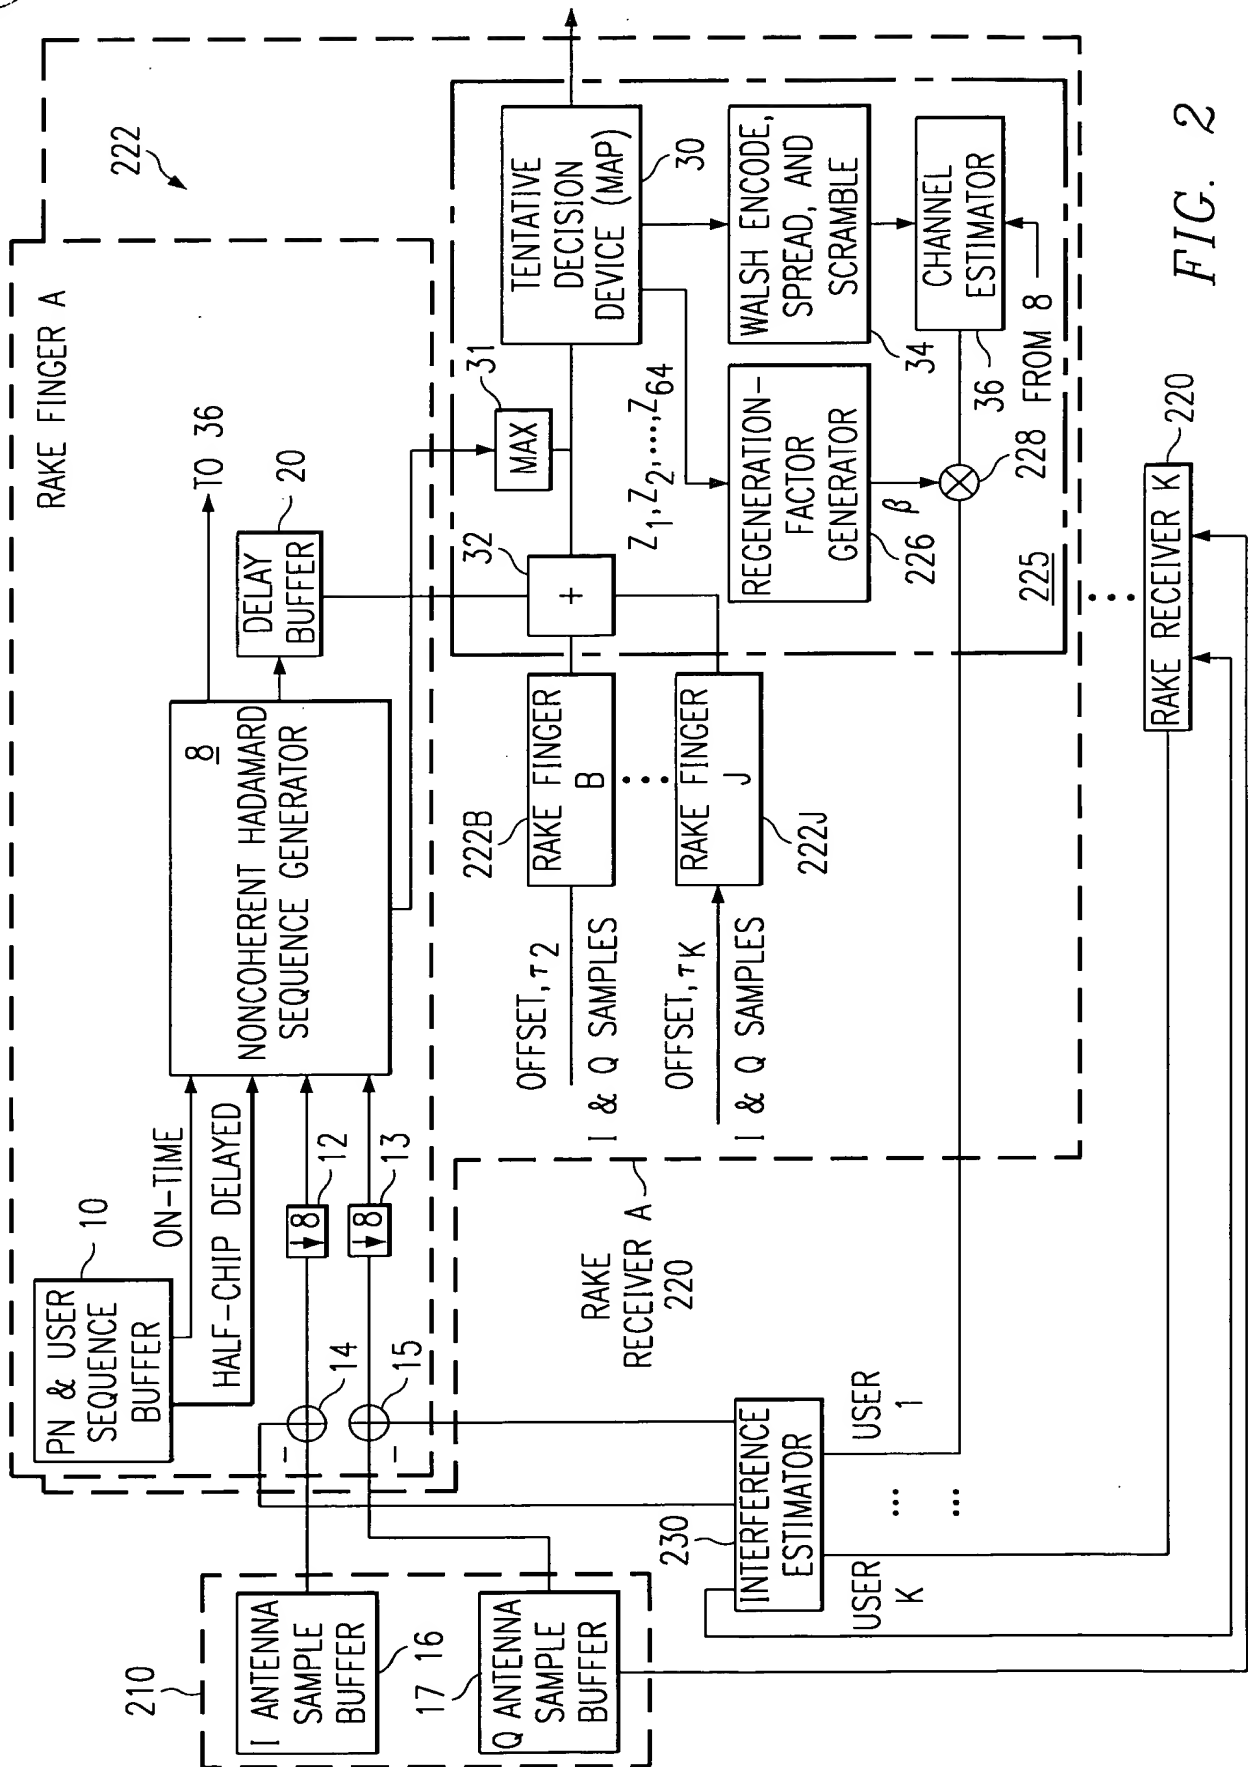 RAKE FINGER A
222
PN & USER
SEQUENCE
BUFFER
10
ON-TIME
HALF-CHIP DELAYED
8
NONCOHERENT HADAMARD
SEQUENCE GENERATOR
TO 36
DELAY
BUFFER
20
↓8
12
↓8
13
14
15
−
−
210
I ANTENNA
SAMPLE
BUFFER
16
Q ANTENNA
SAMPLE
BUFFER
17
OFFSET, τ2
I & Q SAMPLES
222B
RAKE FINGER
B
OFFSET, τK
I & Q SAMPLES
RAKE FINGER
J
222J
32
+
31
MAX
TENTATIVE
DECISION
DEVICE (MAP)
30
Z1, Z2,...,Z64
REGENERATION-
FACTOR
GENERATOR
226
β
228
WALSH ENCODE,
SPREAD, AND
SCRAMBLE
34
CHANNEL
ESTIMATOR
36
FROM 8
225
RAKE
RECEIVER A
220
230
INTERFERENCE
ESTIMATOR
USER
1
USER
K
RAKE RECEIVER K
220
FIG. 2